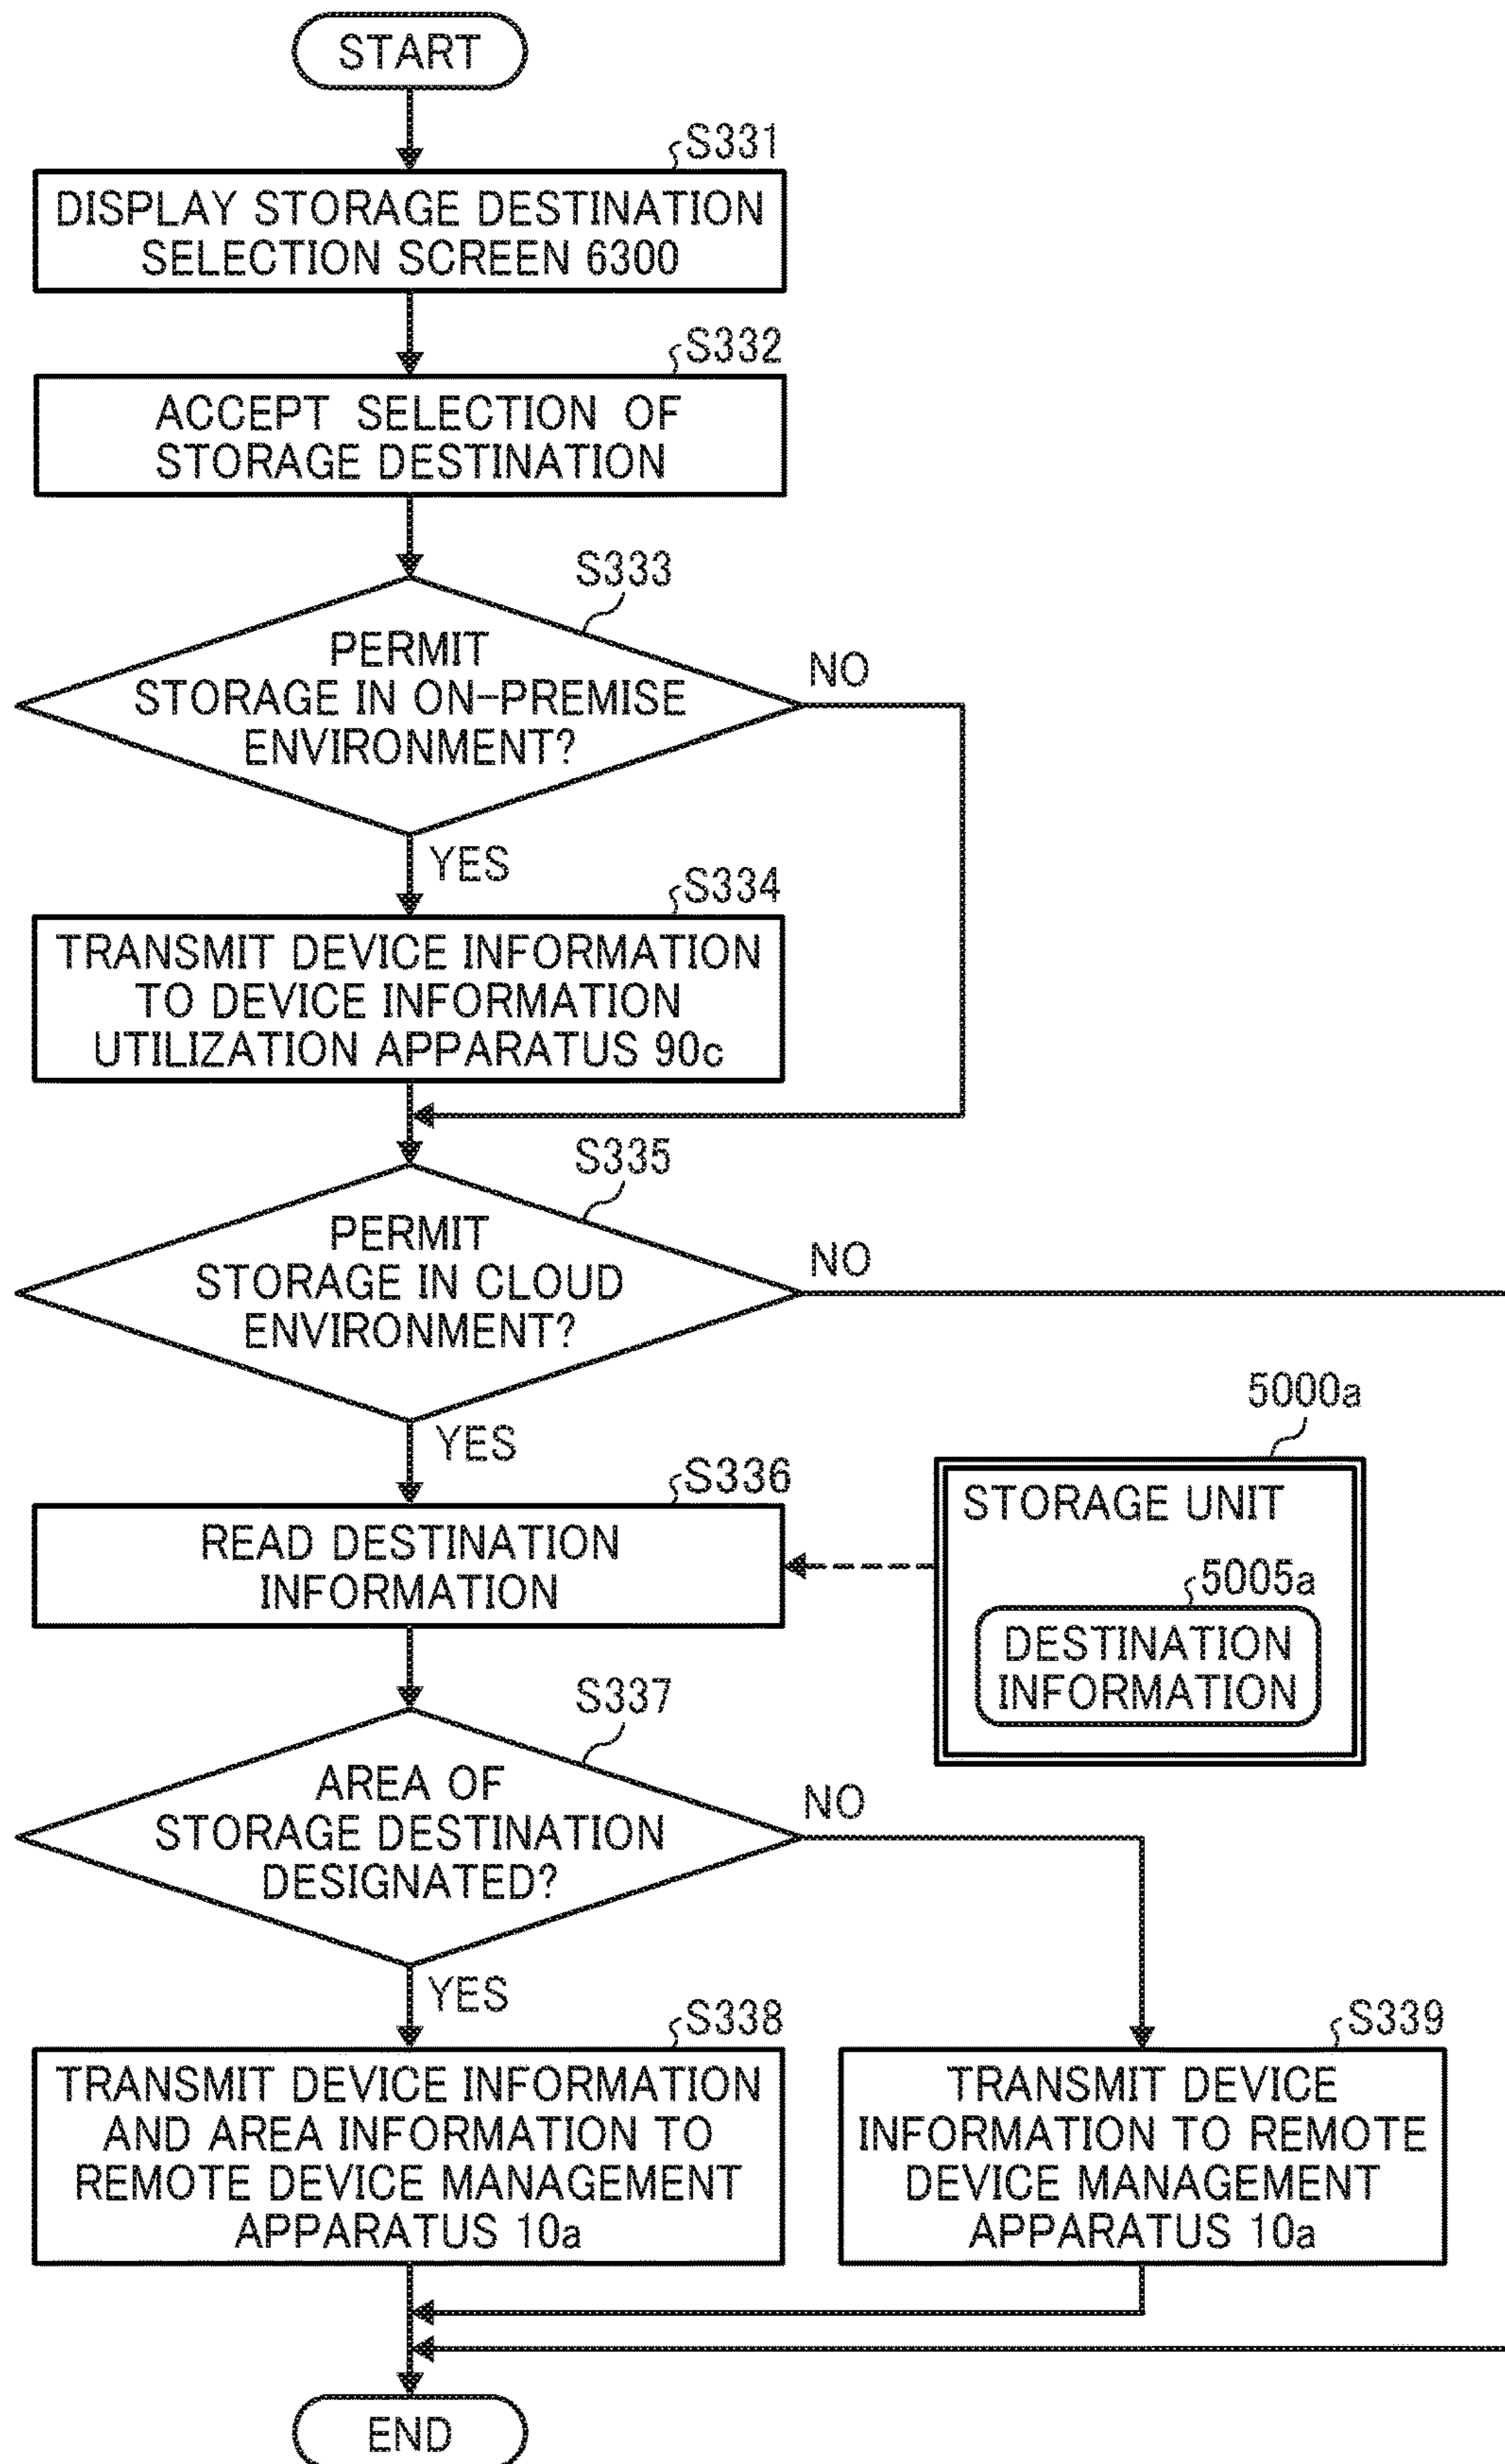 START
S331
DISPLAY STORAGE DESTINATION
SELECTION SCREEN 6300
S332
ACCEPT SELECTION OF
STORAGE DESTINATION
S333
PERMIT
STORAGE IN ON-PREMISE
ENVIRONMENT?
NO
YES
S334
TRANSMIT DEVICE INFORMATION
TO DEVICE INFORMATION
UTILIZATION APPARATUS 90c
S335
PERMIT
STORAGE IN CLOUD
ENVIRONMENT?
NO
YES
S336
READ DESTINATION
INFORMATION
5000a
STORAGE UNIT
5005a
DESTINATION
INFORMATION
S337
AREA OF
STORAGE DESTINATION
DESIGNATED?
NO
YES
S338
TRANSMIT DEVICE INFORMATION
AND AREA INFORMATION TO
REMOTE DEVICE MANAGEMENT
APPARATUS 10a
S339
TRANSMIT DEVICE
INFORMATION TO REMOTE
DEVICE MANAGEMENT
APPARATUS 10a
END